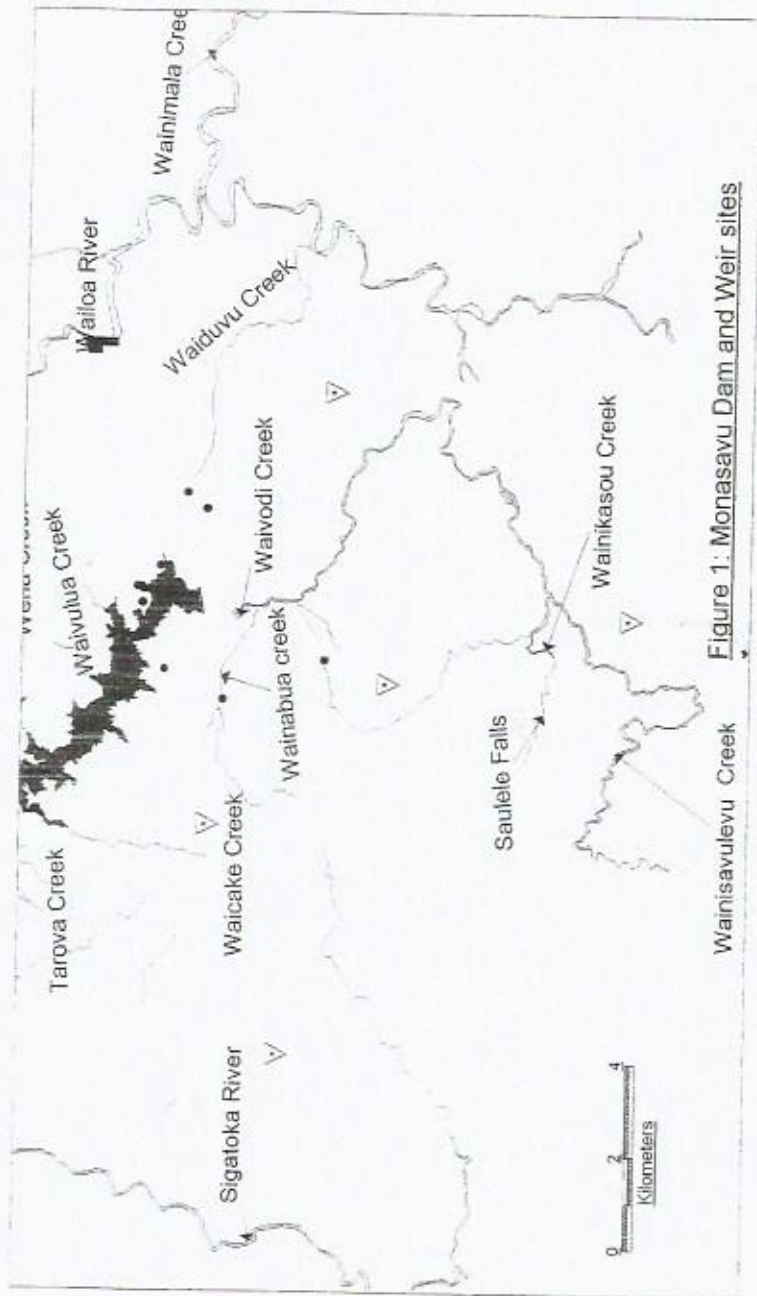 Tarova Creek
Waivulua Creek
Wailoa River
Wainimala Cree
Sigatoka River
Waicake Creek
Waiduvu Creek
Waivodi Creek
Wainabua creek
Saulele Falls
Wainikasou Creek
0 2 4
Kilometers
Wainisavulevu Creek
Figure 1: Monasavu Dam and Weir sites